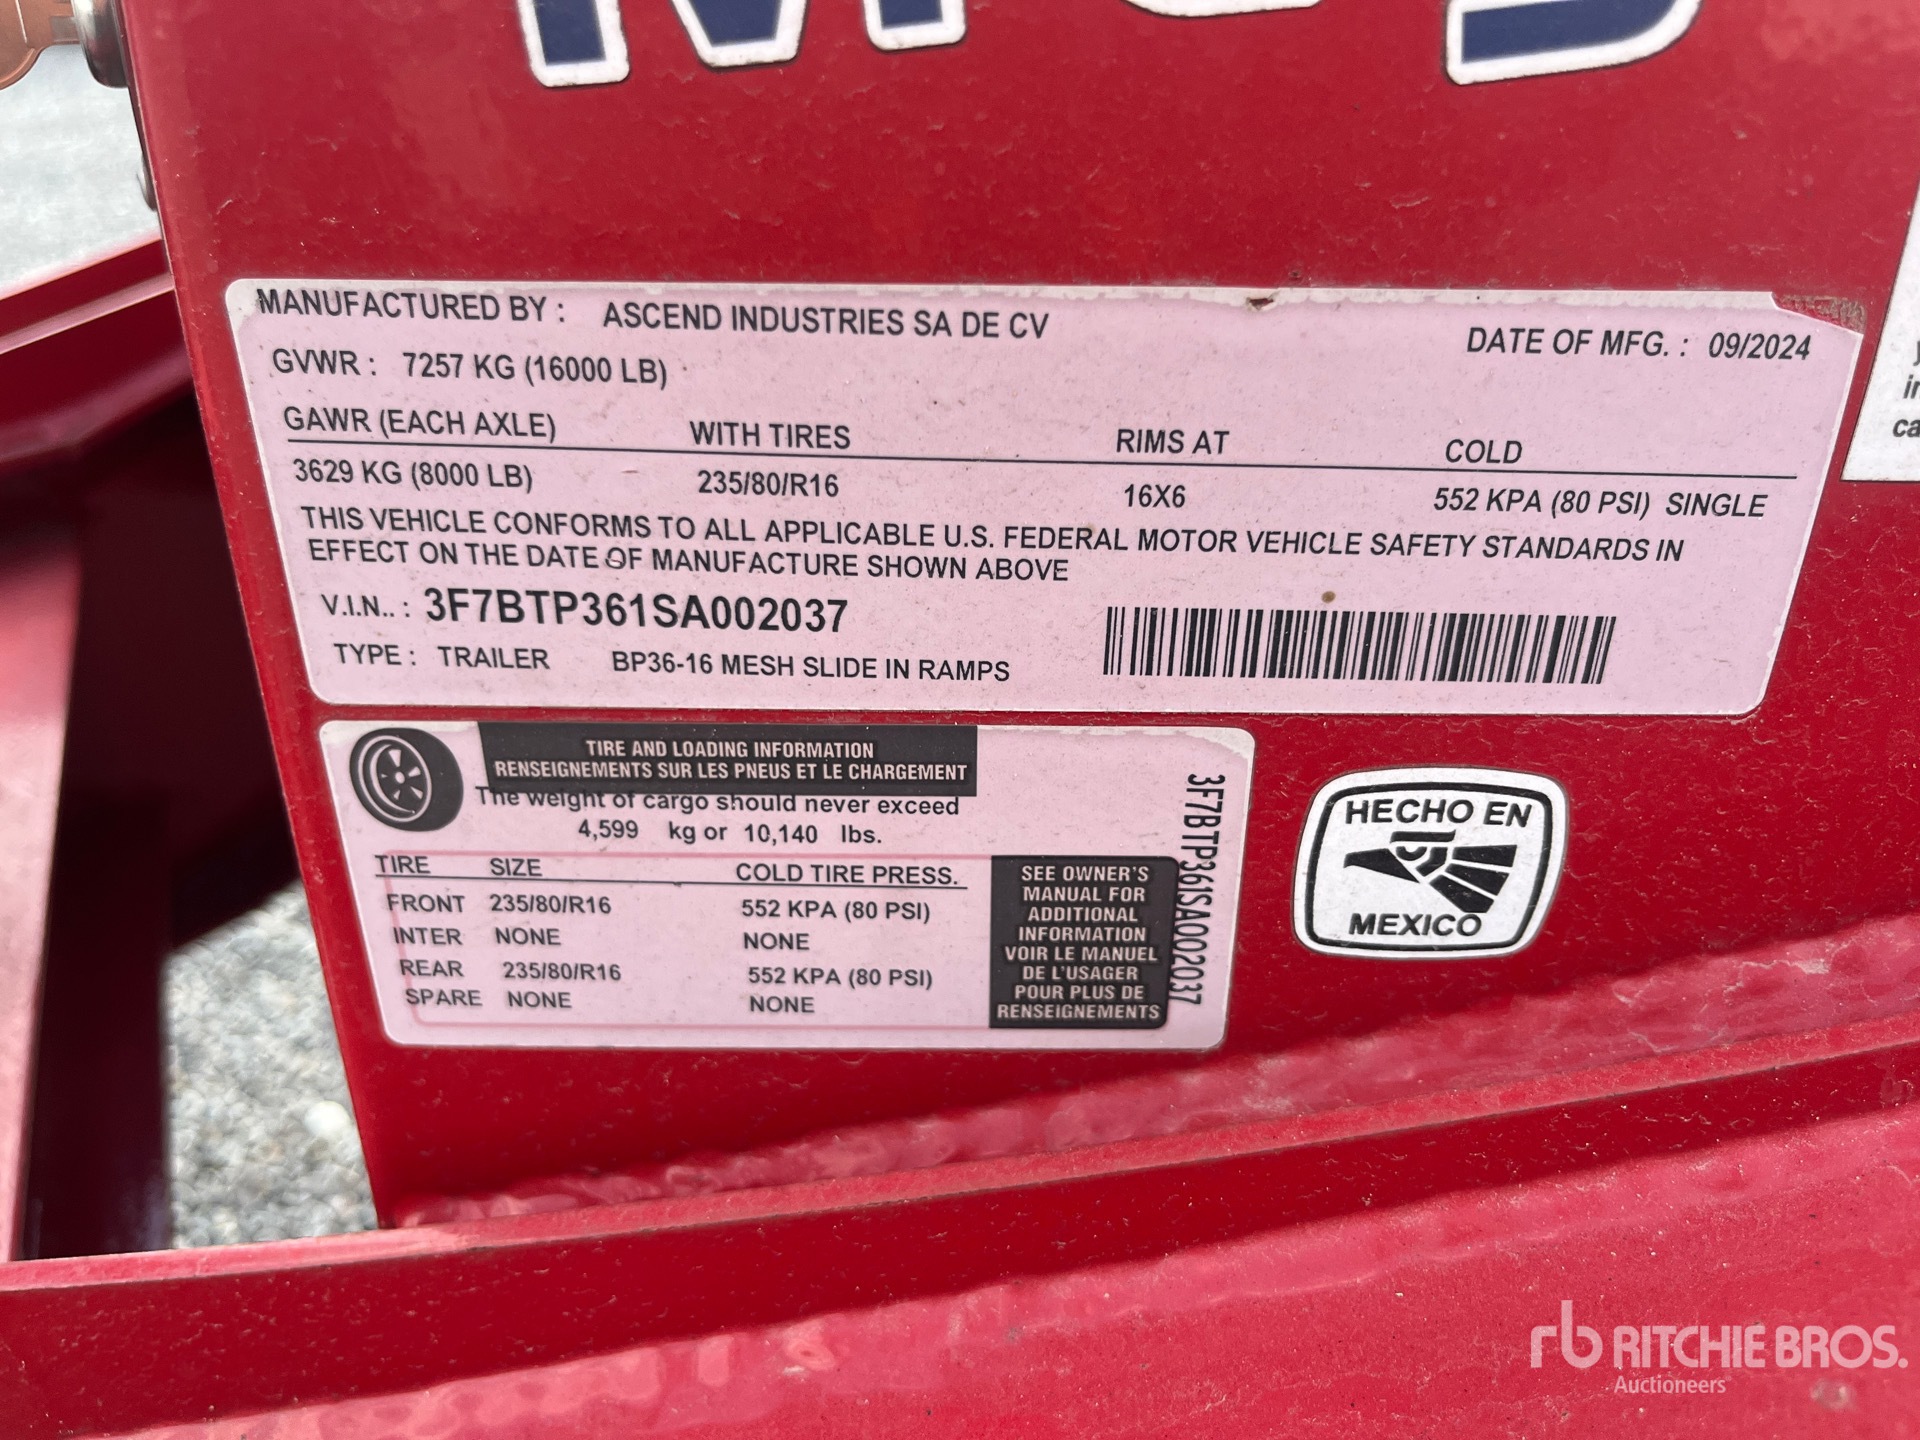 MANUFACTURED BY : ASCEND INDUSTRIES SA DE CV
DATE OF MFG. : 09/2024
GVWR : 7257 KG (16000 LB)
GAWR (EACH AXLE) WITH TIRES RIMS AT COLD
3629 KG (8000 LB) 235/80/R16 16X6 552 KPA (80 PSI) SINGLE
THIS VEHICLE CONFORMS TO ALL APPLICABLE U.S. FEDERAL MOTOR VEHICLE SAFETY STANDARDS IN
EFFECT ON THE DATE OF MANUFACTURE SHOWN ABOVE
V.I.N.. : 3F7BTP361SA002037
TYPE : TRAILER BP36-16 MESH SLIDE IN RAMPS
TIRE AND LOADING INFORMATION
RENSEIGNEMENTS SUR LES PNEUS ET LE CHARGEMENT
The weight of cargo should never exceed
4,599 kg or 10,140 lbs.
TIRE SIZE COLD TIRE PRESS.
FRONT 235/80/R16 552 KPA (80 PSI)
INTER NONE NONE
REAR 235/80/R16 552 KPA (80 PSI)
SPARE NONE NONE
SEE OWNER'S
MANUAL FOR
ADDITIONAL
INFORMATION
VOIR LE MANUEL
DE L'USAGER
POUR PLUS DE
RENSEIGNEMENTS
3F7BTP361SA002037
HECHO EN
MEXICO
rb RITCHIE BROS.
Auctioneers